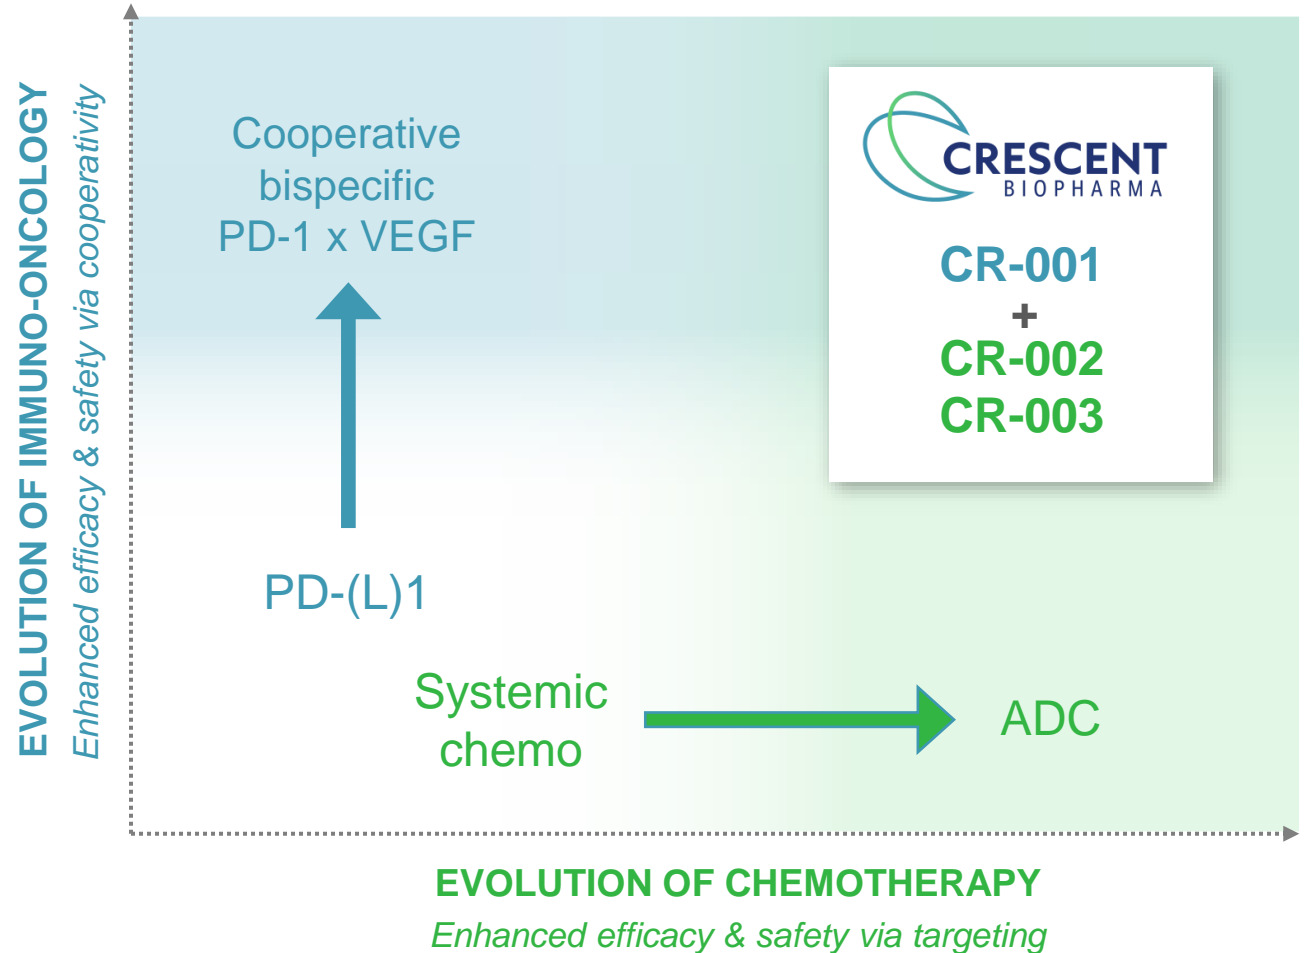 EVOLUTION OF IMMUNO-ONCOLOGY
Enhanced efficacy & safety via cooperativity
Cooperative
bispecific
PD-1 x VEGF
PD-(L)1
CRESCENT
BIOPHARMA
CR-001
+
CR-002
CR-003
Systemic
chemo
ADC
EVOLUTION OF CHEMOTHERAPY
Enhanced efficacy & safety via targeting